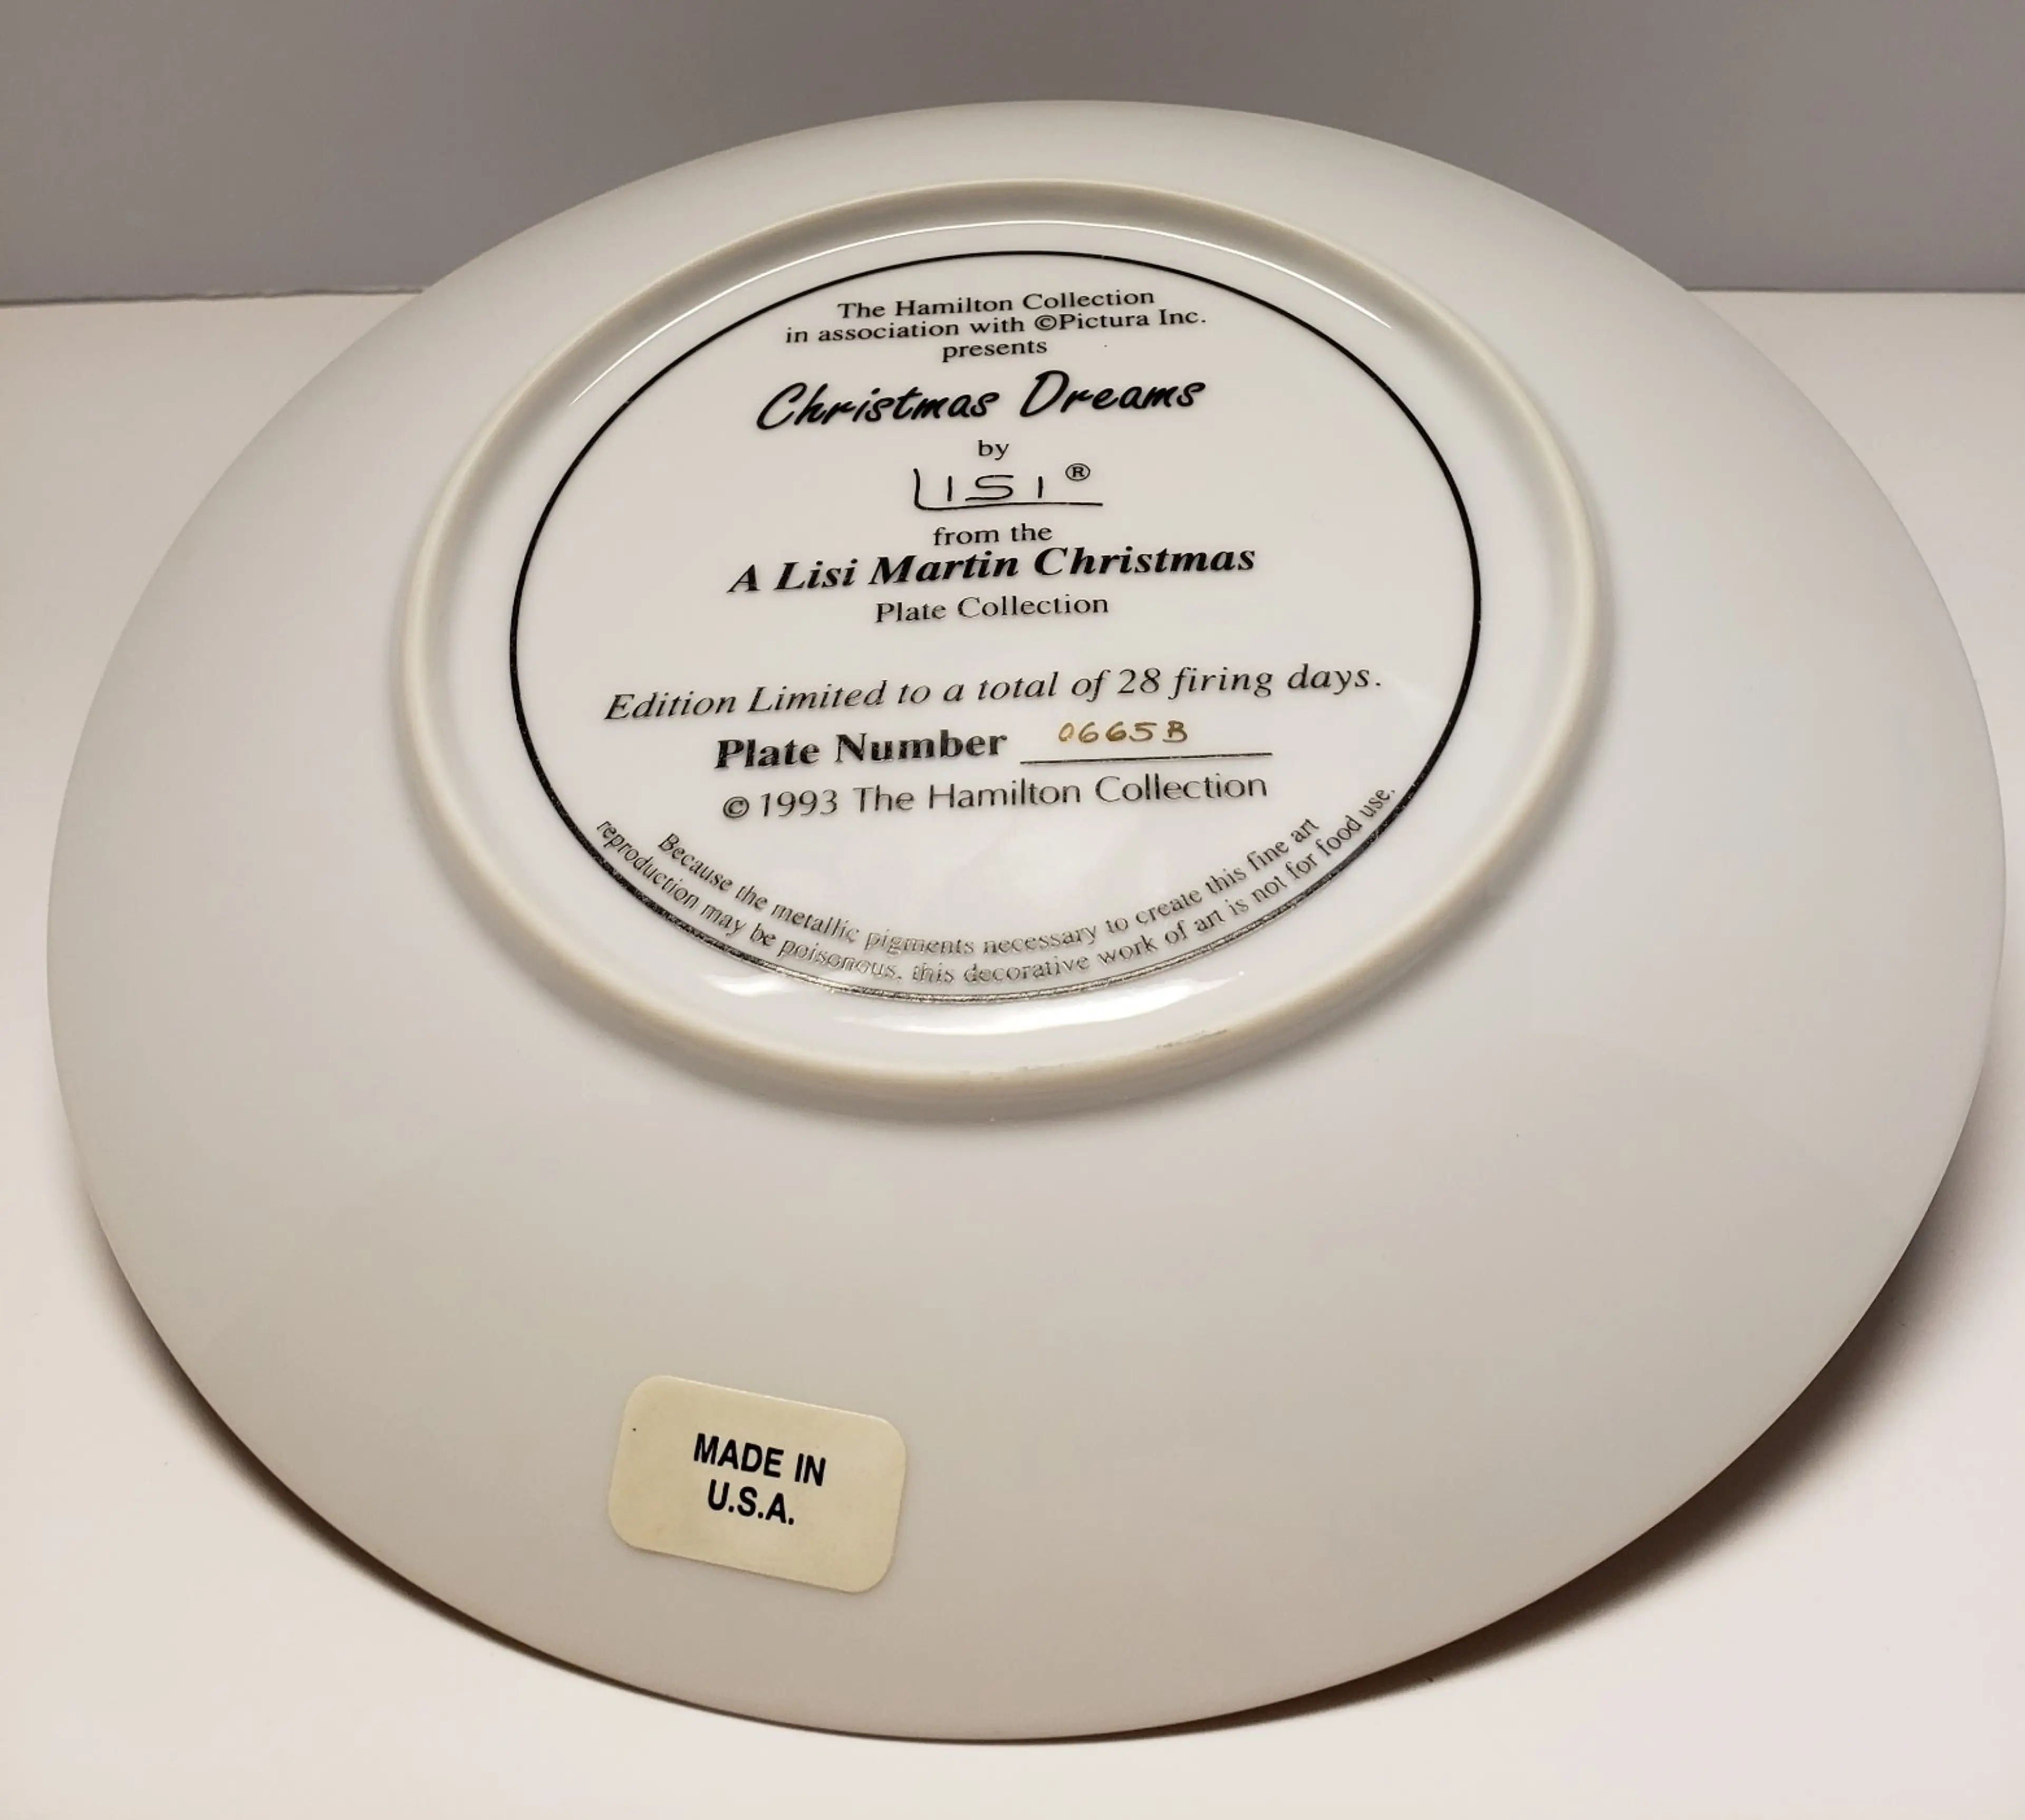 The Hamilton Collection
in association with ©Pictura Inc.
presents
Christmas Dreams
by
LISI®
from the
A Lisi Martin Christmas
Plate Collection
Edition Limited to a total of 28 firing days.
Plate Number 0665B
© 1993 The Hamilton Collection
Because the metallic pigments necessary to create this fine art
reproduction may be poisonous, this decorative work of art is not for food use.
MADE IN
U.S.A.